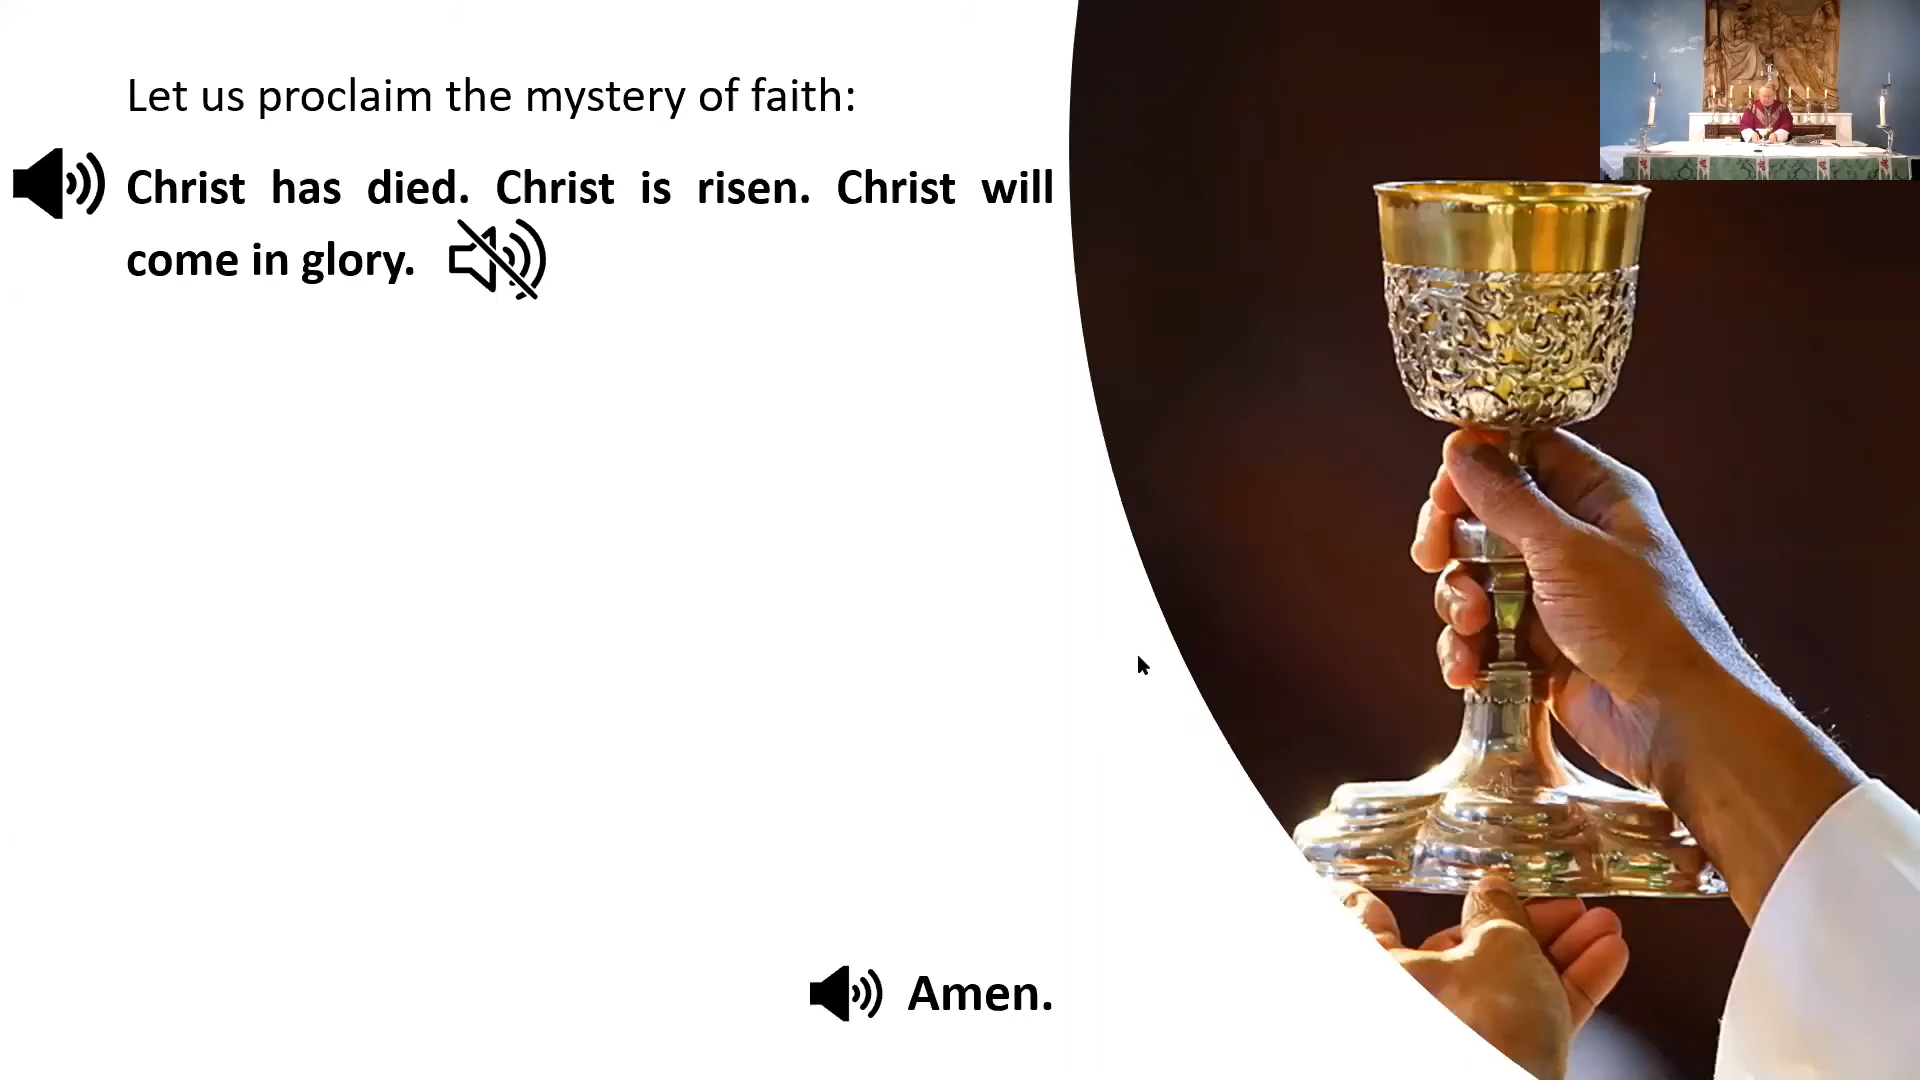 Let us proclaim the mystery of faith:
Christ has died. Christ is risen. Christ will
come in glory.
Amen.